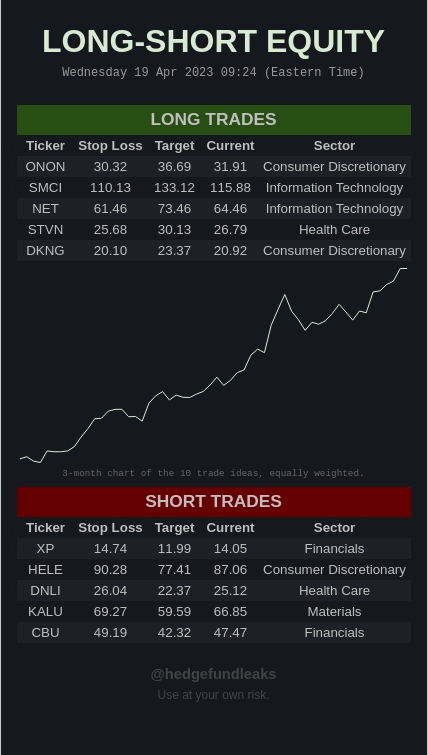 LONG-SHORT EQUITY
Wednesday 19 Apr 2023 09:24 (Eastern Time)
LONG TRADES
Ticker Stop Loss Target Current Sector
ONON 30.32 36.69 31.91 Consumer Discretionary
SMCI 110.13 133.12 115.88 Information Technology
NET 61.46 73.46 64.46 Information Technology
STVN 25.68 30.13 26.79 Health Care
DKNG 20.10 23.37 20.92 Consumer Discretionary
3-month chart of the 10 trade ideas, equally weighted.
SHORT TRADES
Ticker Stop Loss Target Current Sector
XP 14.74 11.99 14.05 Financials
HELE 90.28 77.41 87.06 Consumer Discretionary
DNLI 26.04 22.37 25.12 Health Care
KALU 69.27 59.59 66.85 Materials
CBU 49.19 42.32 47.47 Financials
@hedgefundleaks
Use at your own risk.